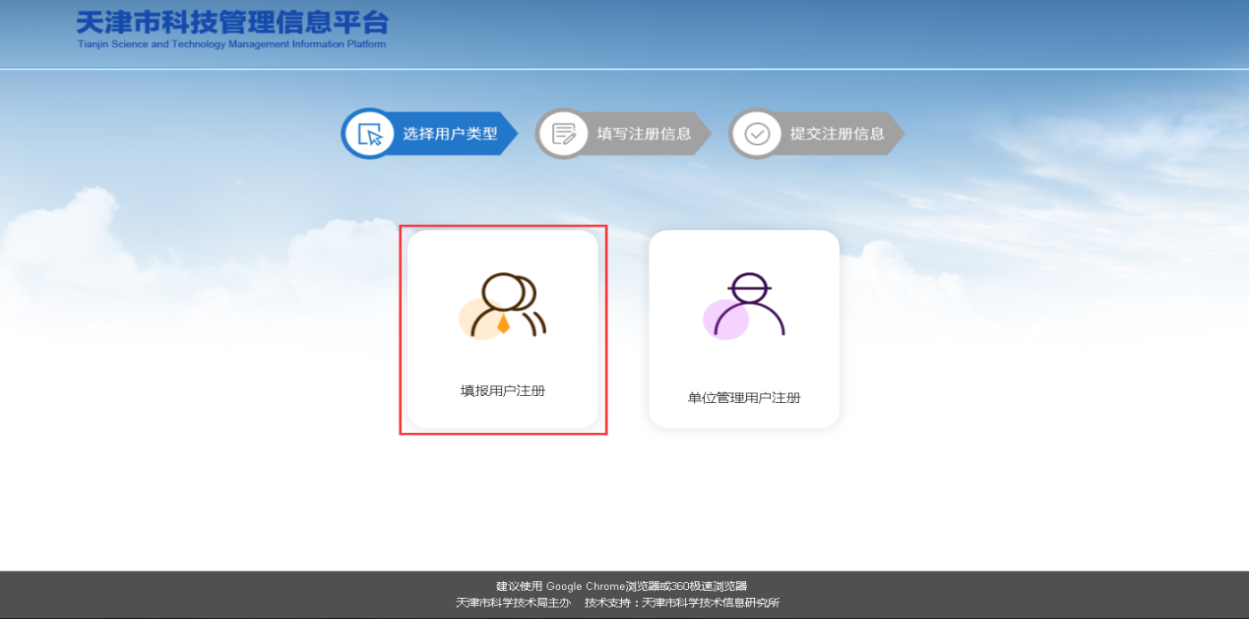 天津市科技管理信息平台
Tianjin Science and Technology Management Information Platform
选择用户类型
填写注册信息
提交注册信息
填报用户注册
单位管理用户注册
建议使用 Google Chrome浏览器或360极速浏览器
天津市科学技术局主办 技术支持：天津市科学技术信息研究所